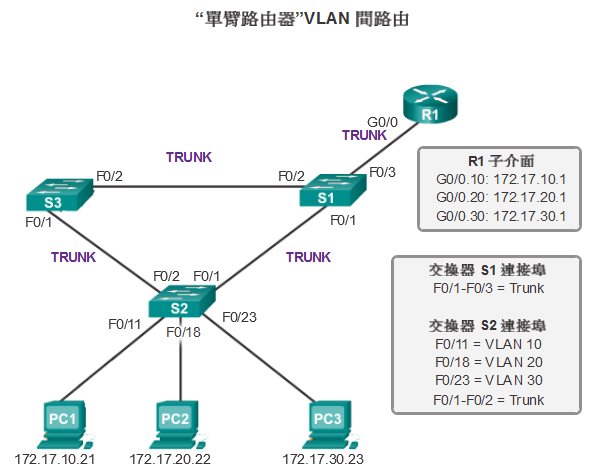 “單臂路由器”VLAN 間路由
R1
G0/0
TRUNK
TRUNK
F0/2
F0/2
F0/3
S3
S1
F0/1
F0/1
R1 子介面
G0/0.10: 172.17.10.1
G0/0.20: 172.17.20.1
G0/0.30: 172.17.30.1
TRUNK
TRUNK
F0/2
F0/1
S2
F0/11
F0/18
F0/23
交換器 S1 連接埠
F0/1-F0/3 = Trunk
交換器 S2 連接埠
F0/11 = VLAN 10
F0/18 = VLAN 20
F0/23 = VLAN 30
F0/1-F0/2 = Trunk
PC1
PC2
PC3
172.17.10.21
172.17.20.22
172.17.30.23